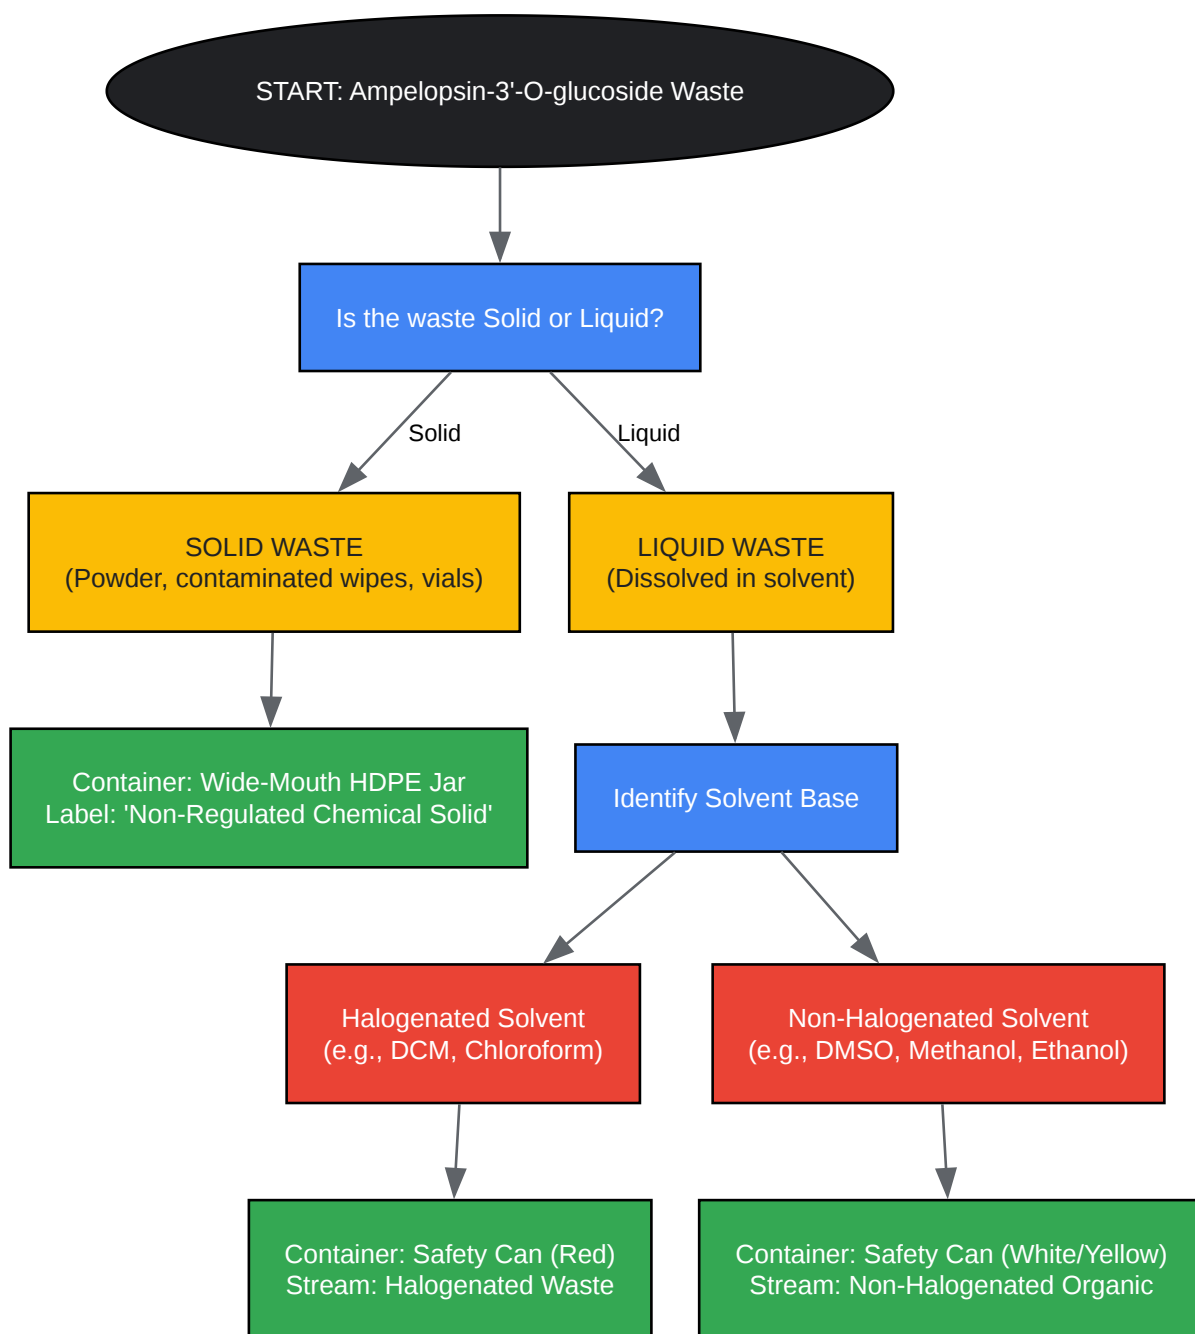 START: Ampelopsin-3'-O-glucoside Waste
Is the waste Solid or Liquid?
Solid
Liquid
SOLID WASTE
(Powder, contaminated wipes, vials)
LIQUID WASTE
(Dissolved in solvent)
Container: Wide-Mouth HDPE Jar
Label: 'Non-Regulated Chemical Solid'
Identify Solvent Base
Halogenated Solvent
(e.g., DCM, Chloroform)
Non-Halogenated Solvent
(e.g., DMSO, Methanol, Ethanol)
Container: Safety Can (Red)
Stream: Halogenated Waste
Container: Safety Can (White/Yellow)
Stream: Non-Halogenated Organic